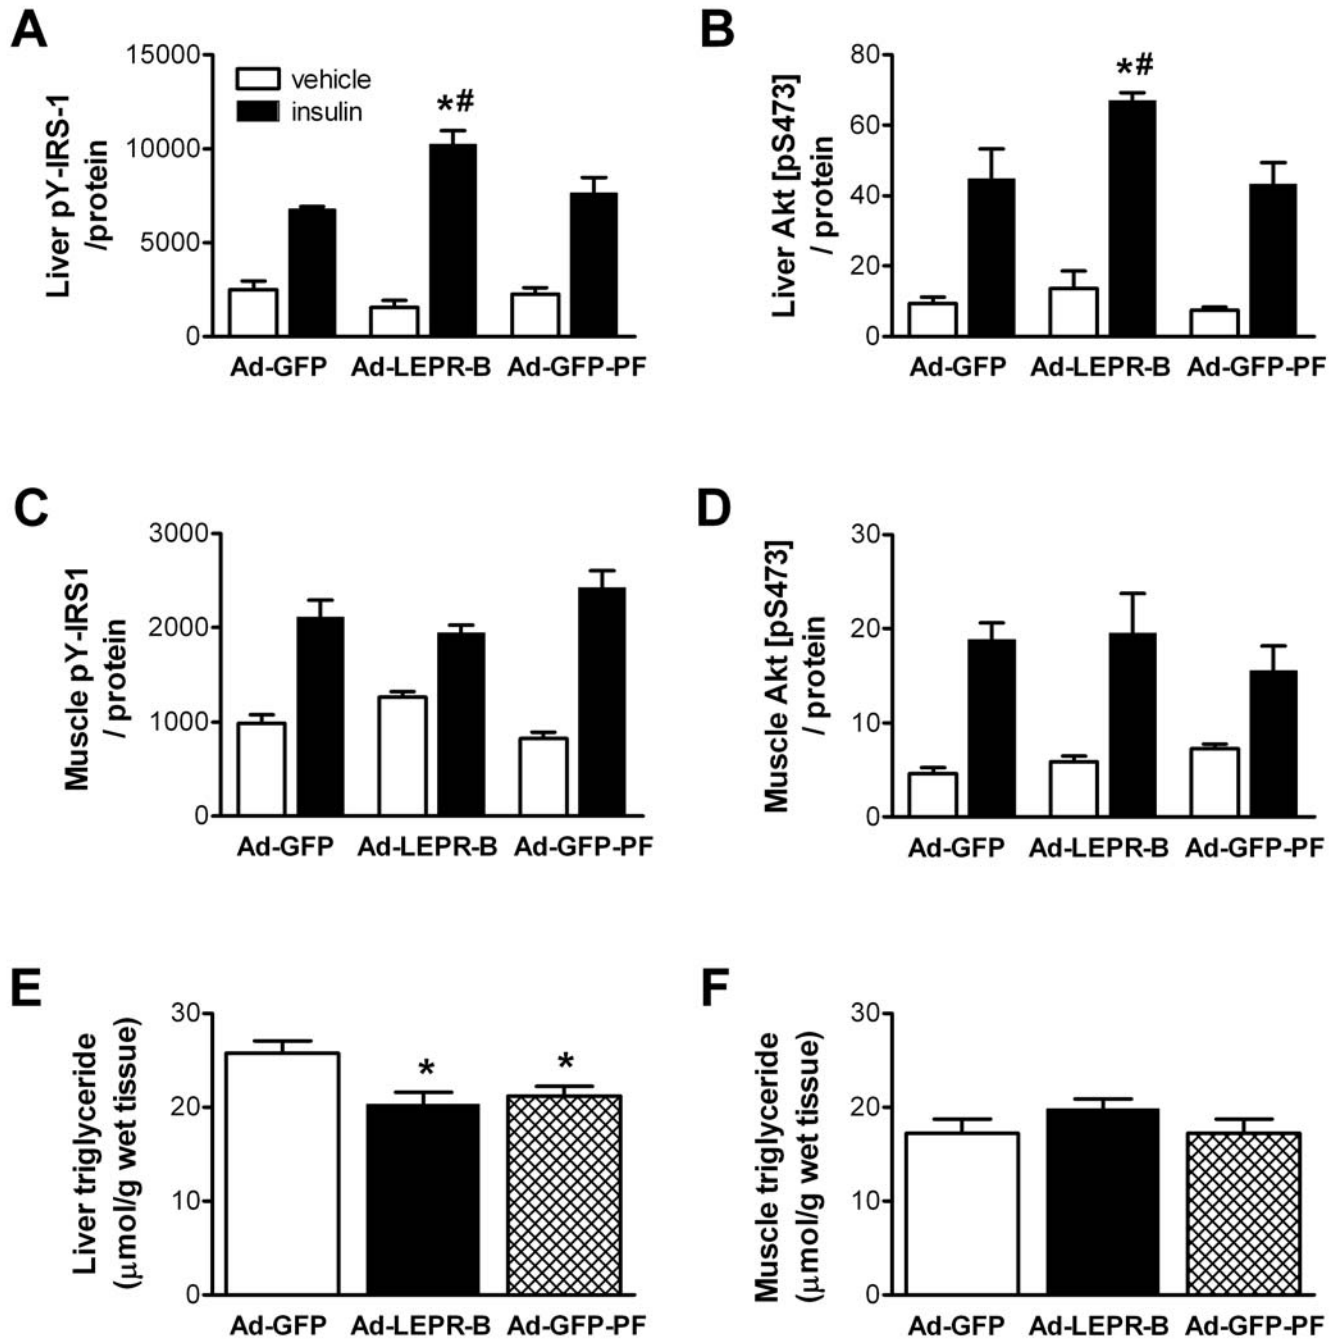 A
Liver pY-IRS-1
/protein
15000
10000
5000
0
vehicle
insulin
*#
Ad-GFP Ad-LEPR-B Ad-GFP-PF
B
Liver Akt [pS473]
/ protein
80
60
40
20
0
*#
Ad-GFP Ad-LEPR-B Ad-GFP-PF
C
Muscle pY-IRS1
/ protein
3000
2000
1000
0
Ad-GFP Ad-LEPR-B Ad-GFP-PF
D
Muscle Akt [pS473]
/ protein
30
20
10
0
Ad-GFP Ad-LEPR-B Ad-GFP-PF
E
Liver triglyceride
(μmol/g wet tissue)
30
20
10
0
* *
Ad-GFP Ad-LEPR-B Ad-GFP-PF
F
Muscle triglyceride
(μmol/g wet tissue)
30
20
10
0
Ad-GFP Ad-LEPR-B Ad-GFP-PF